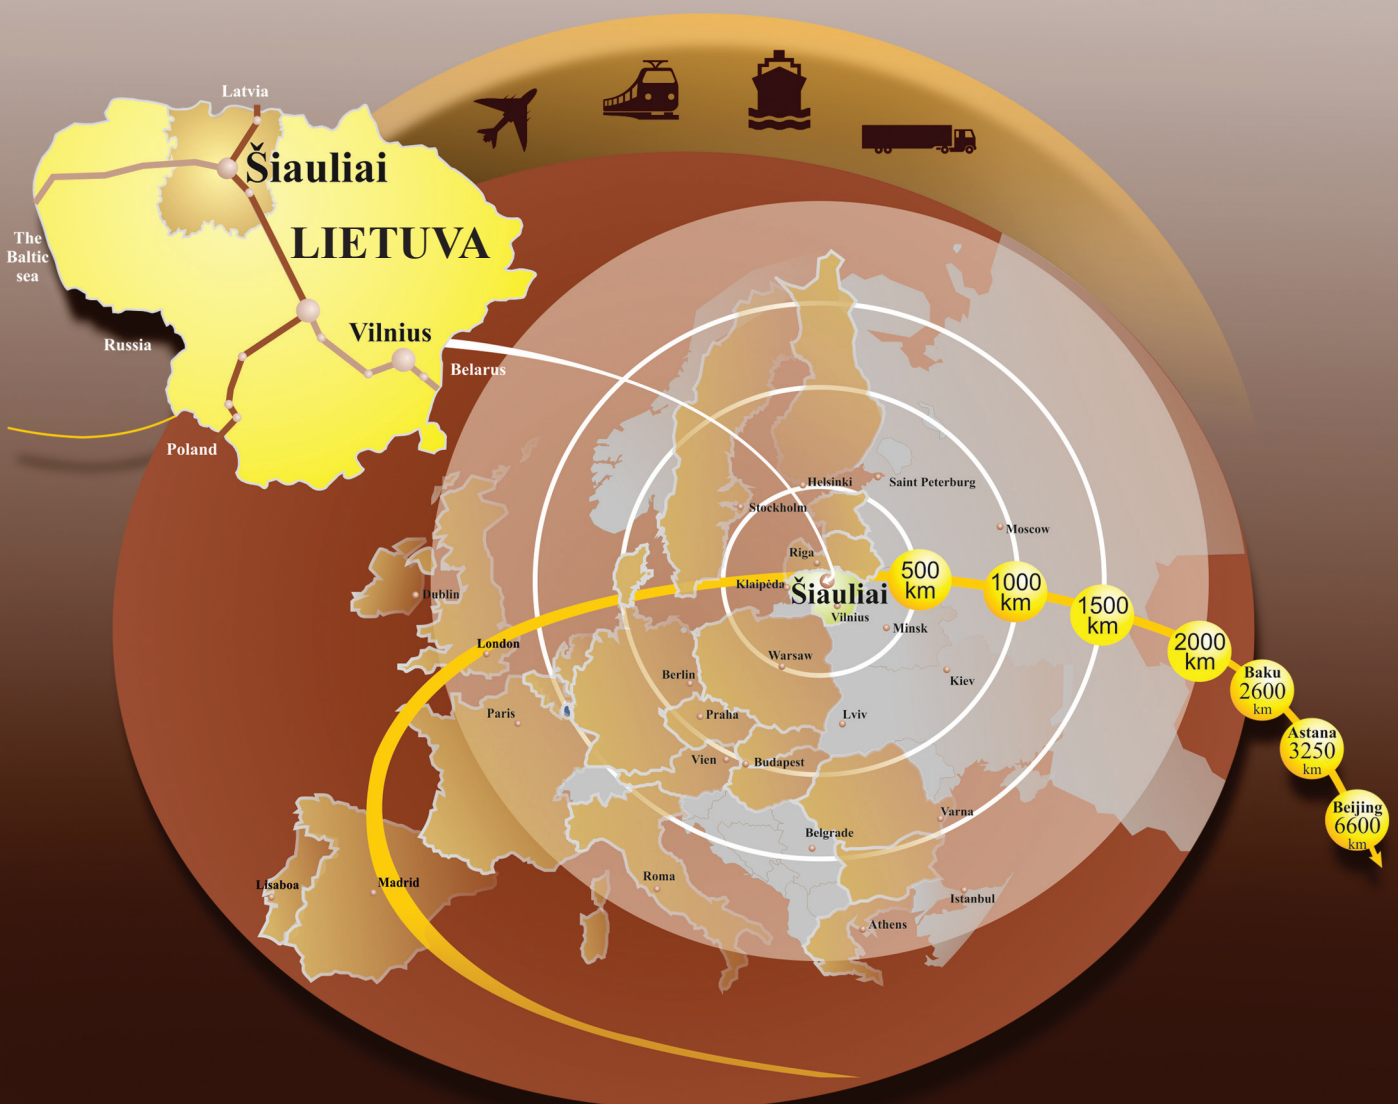 Latvia
Šiauliai
LIETUVA
The
Baltic
sea
Vilnius
Russia
Belarus
Poland
Helsinki
Saint Peterburg
Stockholm
Moscow
Riga
500
km
1000
km
1500
km
2000
km
Klaipėda
Šiauliai
Vilnius
Minsk
Dublin
London
Warsaw
Berlin
Kiev
Baku
2600
km
Paris
Praha
Lviv
Astana
3250
km
Vien
Budapest
Beijing
6600
km
Varna
Belgrade
Roma
Lisaboa
Madrid
Istanbul
Athens